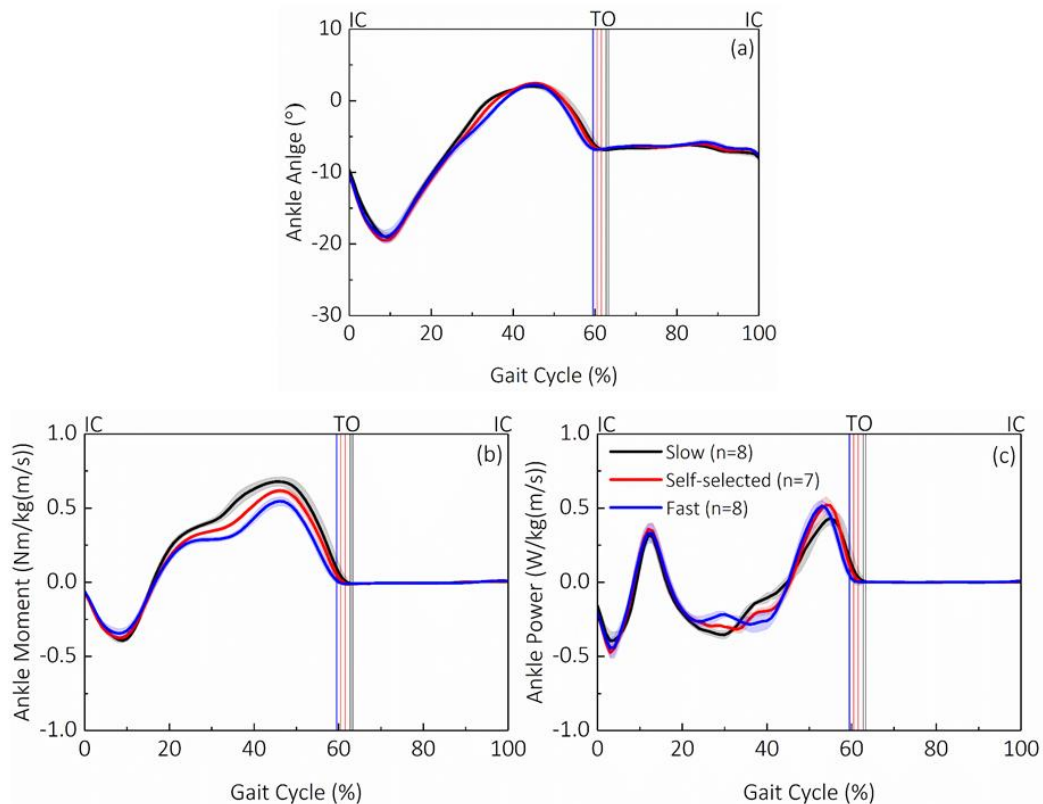 IC TO IC
(a)
10
0
-10
-20
-30
Ankle Anlge (°)
0 20 40 60 80 100
Gait Cycle (%)
IC TO IC
(b)
1.0
0.5
0.0
-0.5
-1.0
Ankle Moment (Nm/kg(m/s))
0 20 40 60 80 100
Gait Cycle (%)
IC TO IC
(c)
Slow (n=8)
Self-selected (n=7)
Fast (n=8)
1.0
0.5
0.0
-0.5
-1.0
Ankle Power (W/kg(m/s))
0 20 40 60 80 100
Gait Cycle (%)